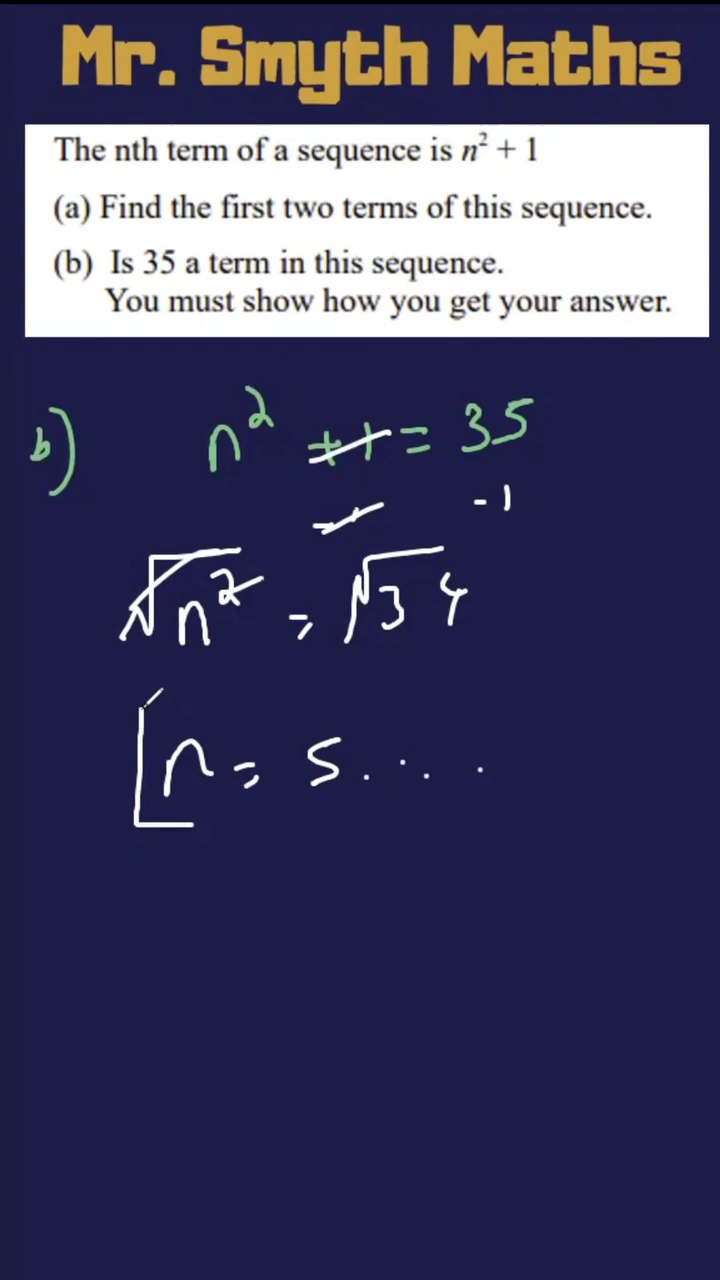 Mr. Smyth Maths
The nth term of a sequence is n² + 1
(a) Find the first two terms of this sequence.
(b) Is 35 a term in this sequence.
You must show how you get your answer.
b) n² + 1 = 35
- 1
√n² = √34
n = 5.....